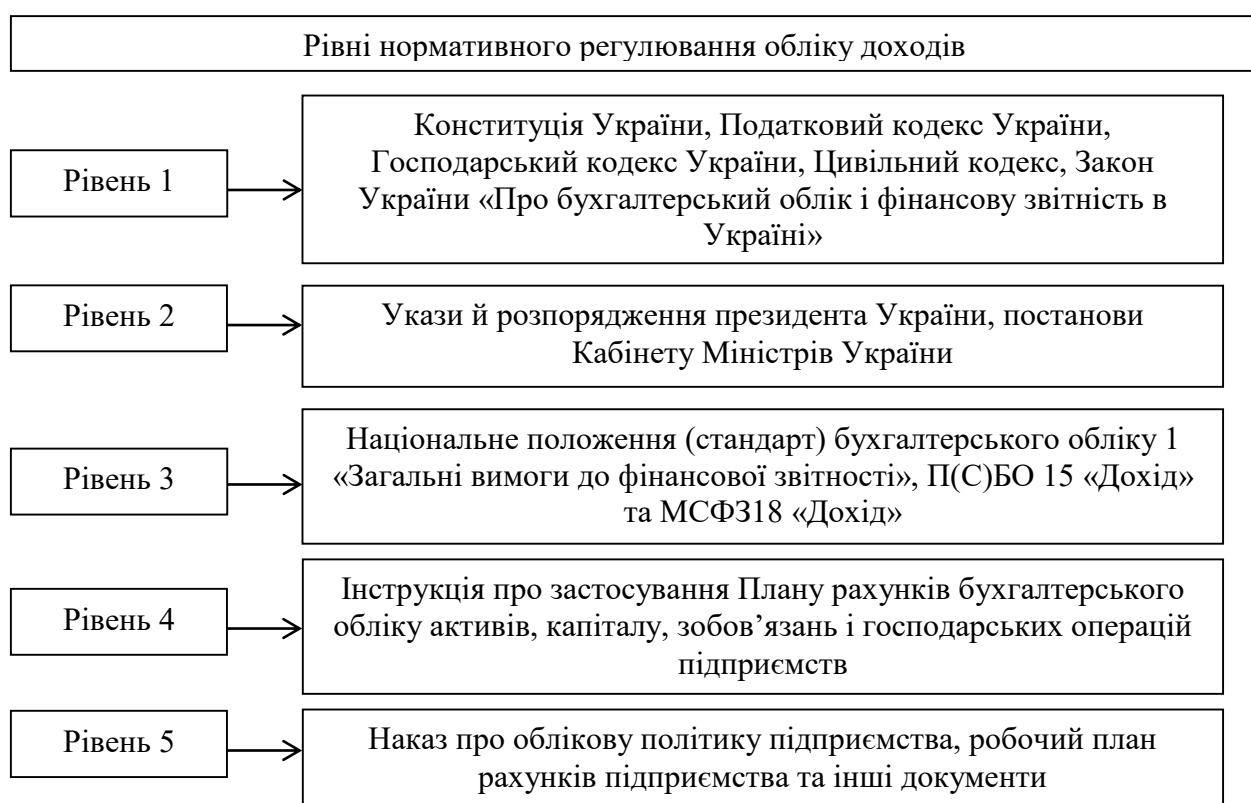 Рівні нормативного регулювання обліку доходів
Рівень 1
Конституція України, Податковий кодекс України,
Господарський кодекс України, Цивільний кодекс, Закон
України «Про бухгалтерський облік і фінансову звітність в
Україні»
Рівень 2
Укази й розпорядження президента України, постанови
Кабінету Міністрів України
Рівень 3
Національне положення (стандарт) бухгалтерського обліку 1
«Загальні вимоги до фінансової звітності», П(С)БО 15 «Дохід»
та МСФЗ18 «Дохід»
Рівень 4
Інструкція про застосування Плану рахунків бухгалтерського
обліку активів, капіталу, зобов’язань і господарських операцій
підприємств
Рівень 5
Наказ про облікову політику підприємства, робочий план
рахунків підприємства та інші документи